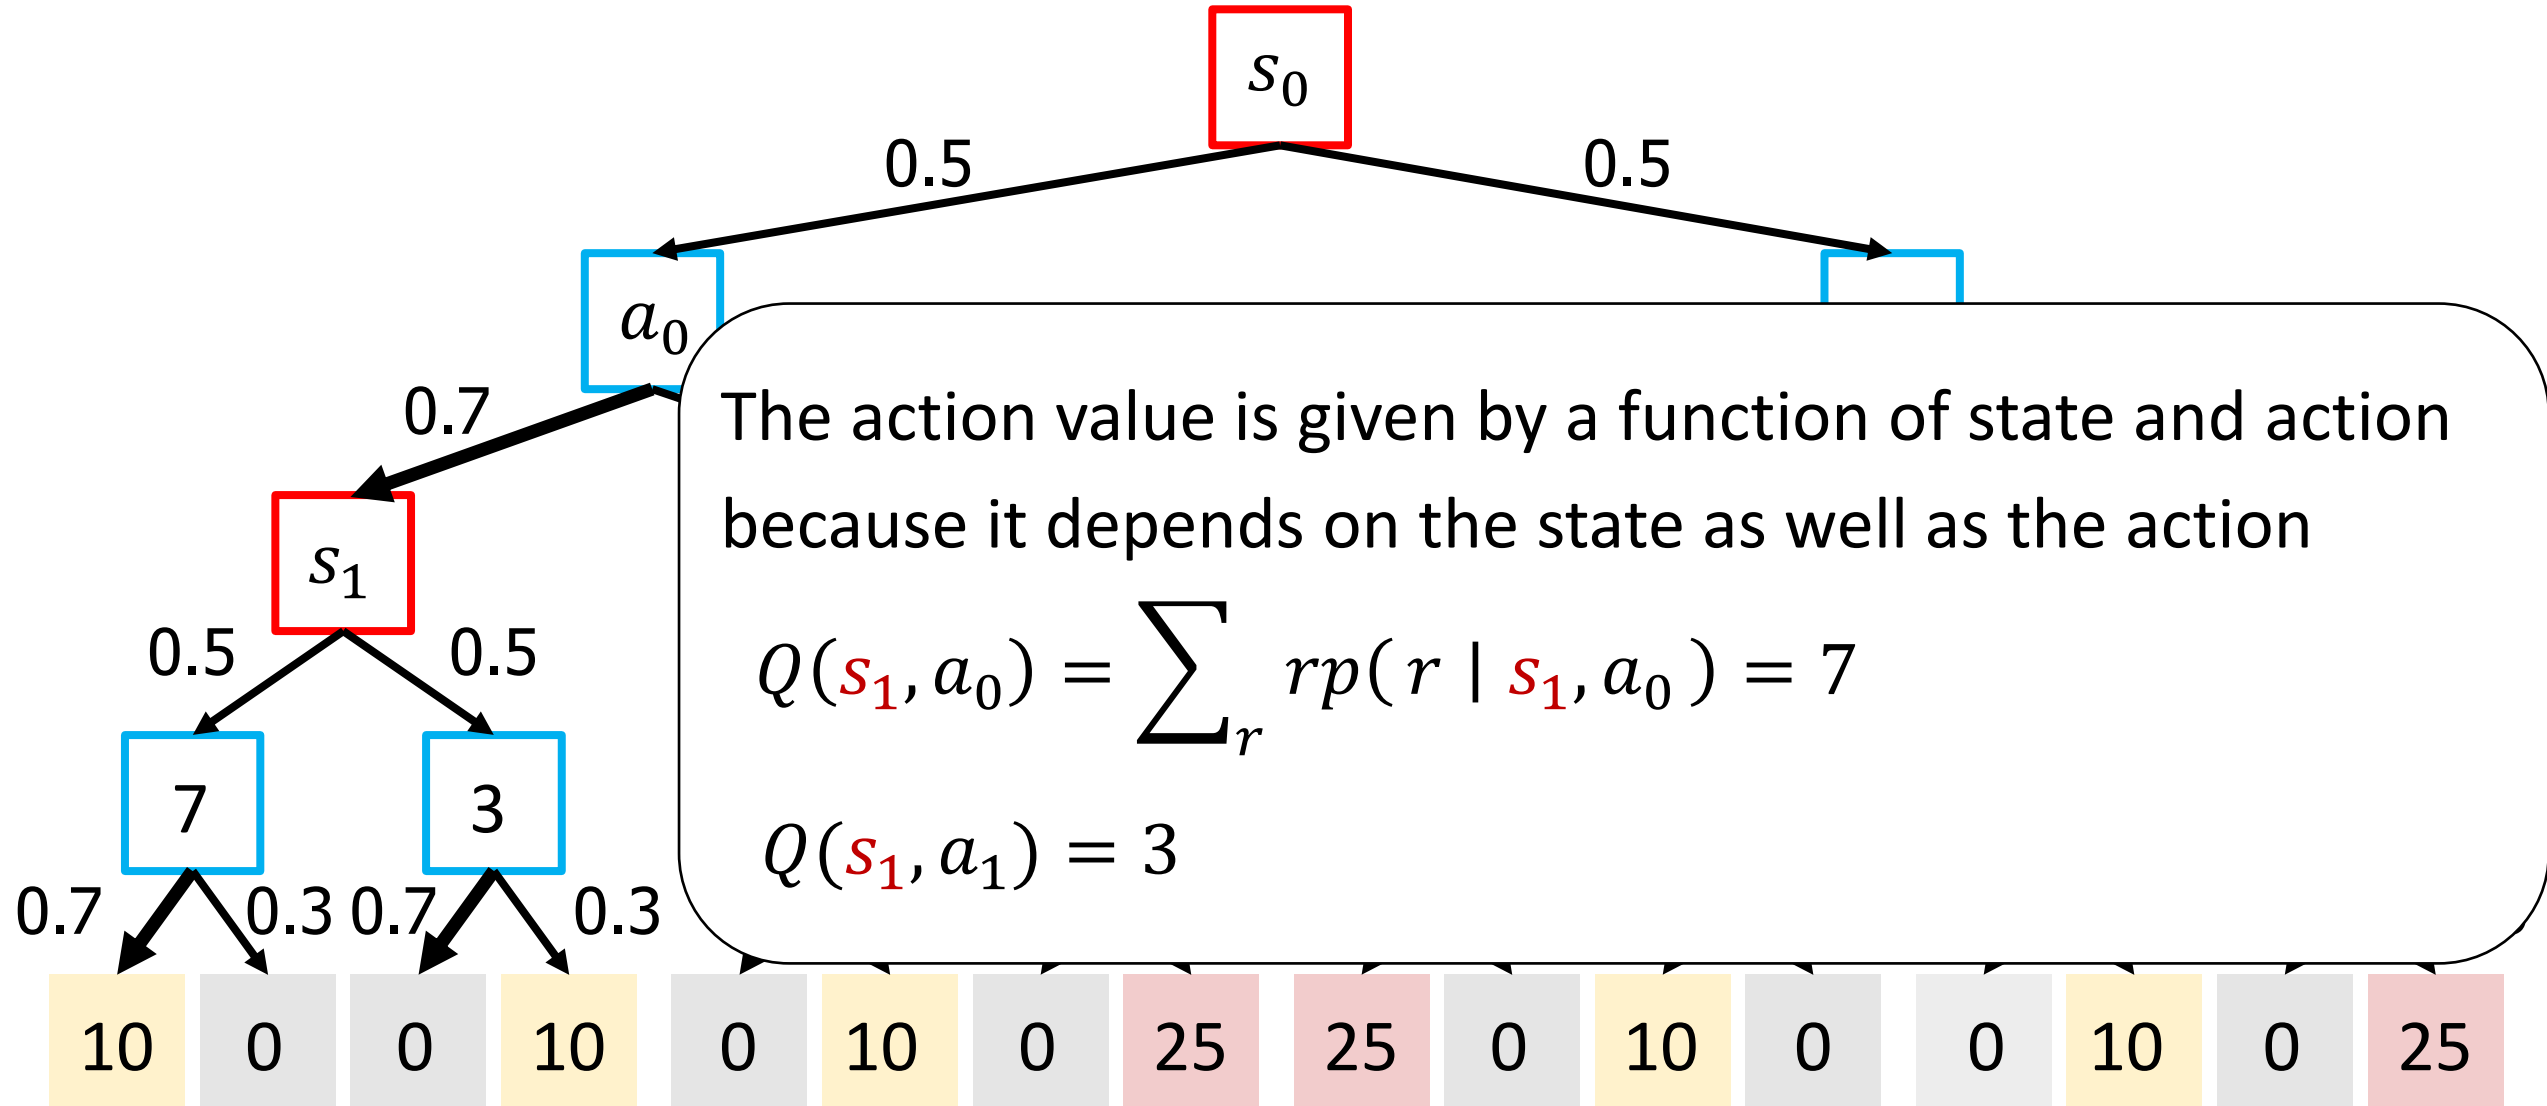 s₀
0.5 0.5
a₀
0.7
The action value is given by a function of state and action
because it depends on the state as well as the action
s₁
0.5 0.5
Q(s₁, a₀) = ∑_r rp( r | s₁, a₀ ) = 7
7 3
Q(s₁, a₁) = 3
0.7 0.3 0.7 0.3
10 0 0 10 0 10 0 25 25 0 10 0 0 10 0 25